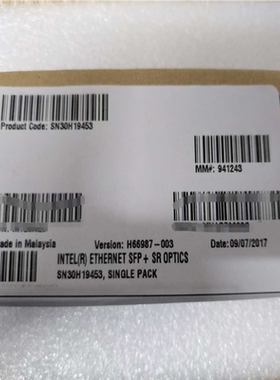 Product Code: SN30H19453
MM#: 941243
Made in Malaysia
Version: H66987-003
Date: 09/07/2017
INTEL(R) ETHERNET SFP+ SR OPTICS
SN30H19453, SINGLE PACK